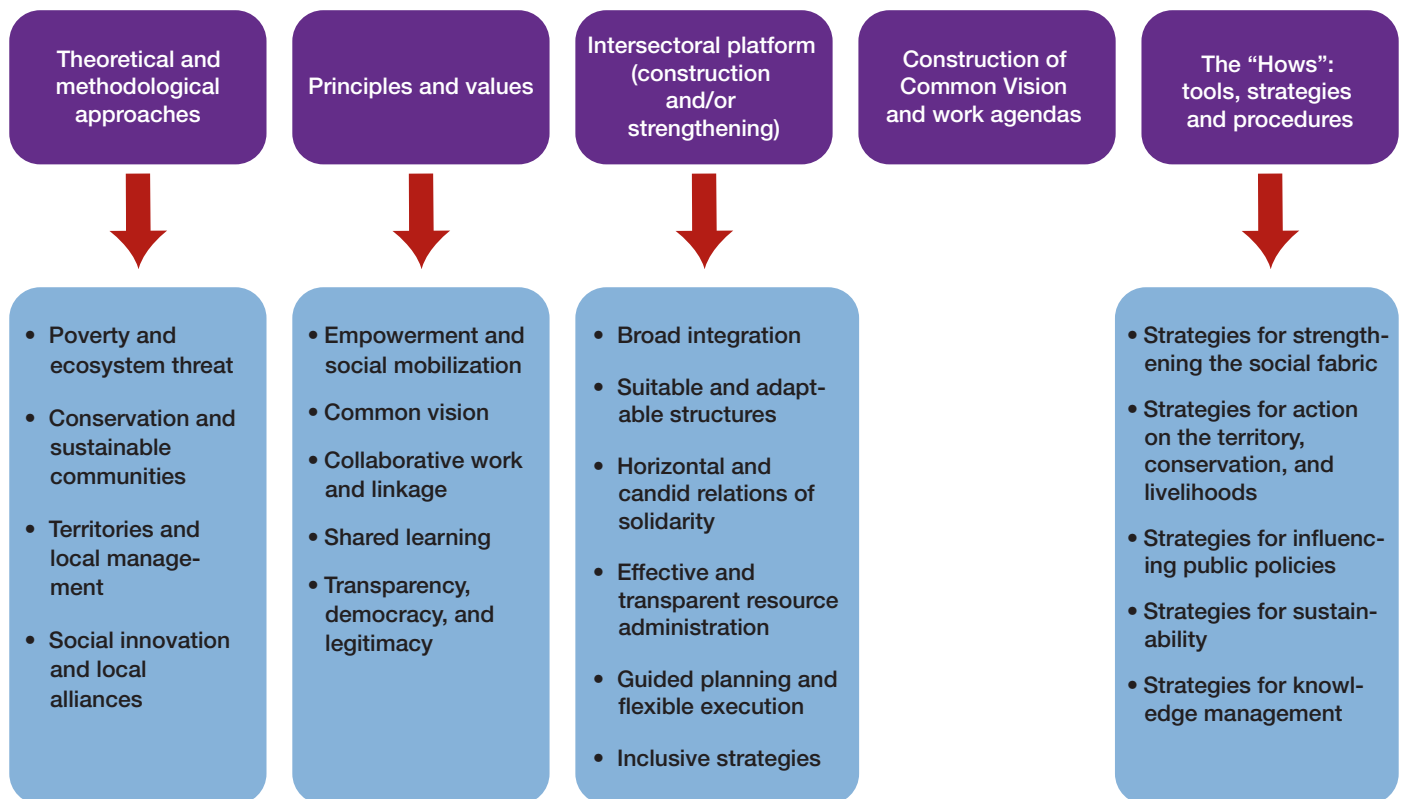 Theoretical and
methodological
approaches
Principles and values
Intersectoral platform
(construction
and/or
strengthening)
Construction of
Common Vision
and work agendas
The “Hows”:
tools, strategies
and procedures
• Poverty and
ecosystem threat
• Conservation and
sustainable
communities
• Territories and
local manage-
ment
• Social innovation
and local
alliances
• Empowerment and
social mobilization
• Common vision
• Collaborative work
and linkage
• Shared learning
• Transparency,
democracy, and
legitimacy
• Broad integration
• Suitable and adapt-
able structures
• Horizontal and
candid relations of
solidarity
• Effective and
transparent resource
administration
• Guided planning and
flexible execution
• Inclusive strategies
• Strategies for strength-
ening the social fabric
• Strategies for action
on the territory,
conservation, and
livelihoods
• Strategies for influenc-
ing public policies
• Strategies for sustain-
ability
• Strategies for knowl-
edge management